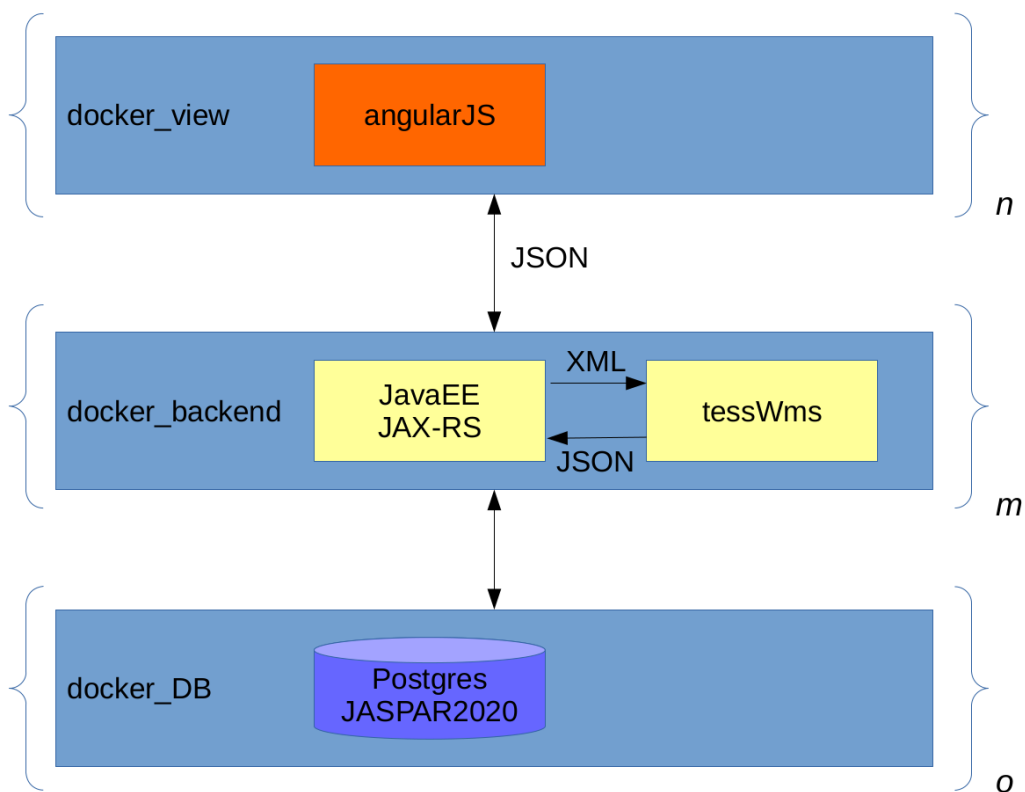 docker_view
angularJS
n
JSON
docker_backend
JavaEE
JAX-RS
XML
JSON
tessWms
m
docker_DB
Postgres
JASPAR2020
o